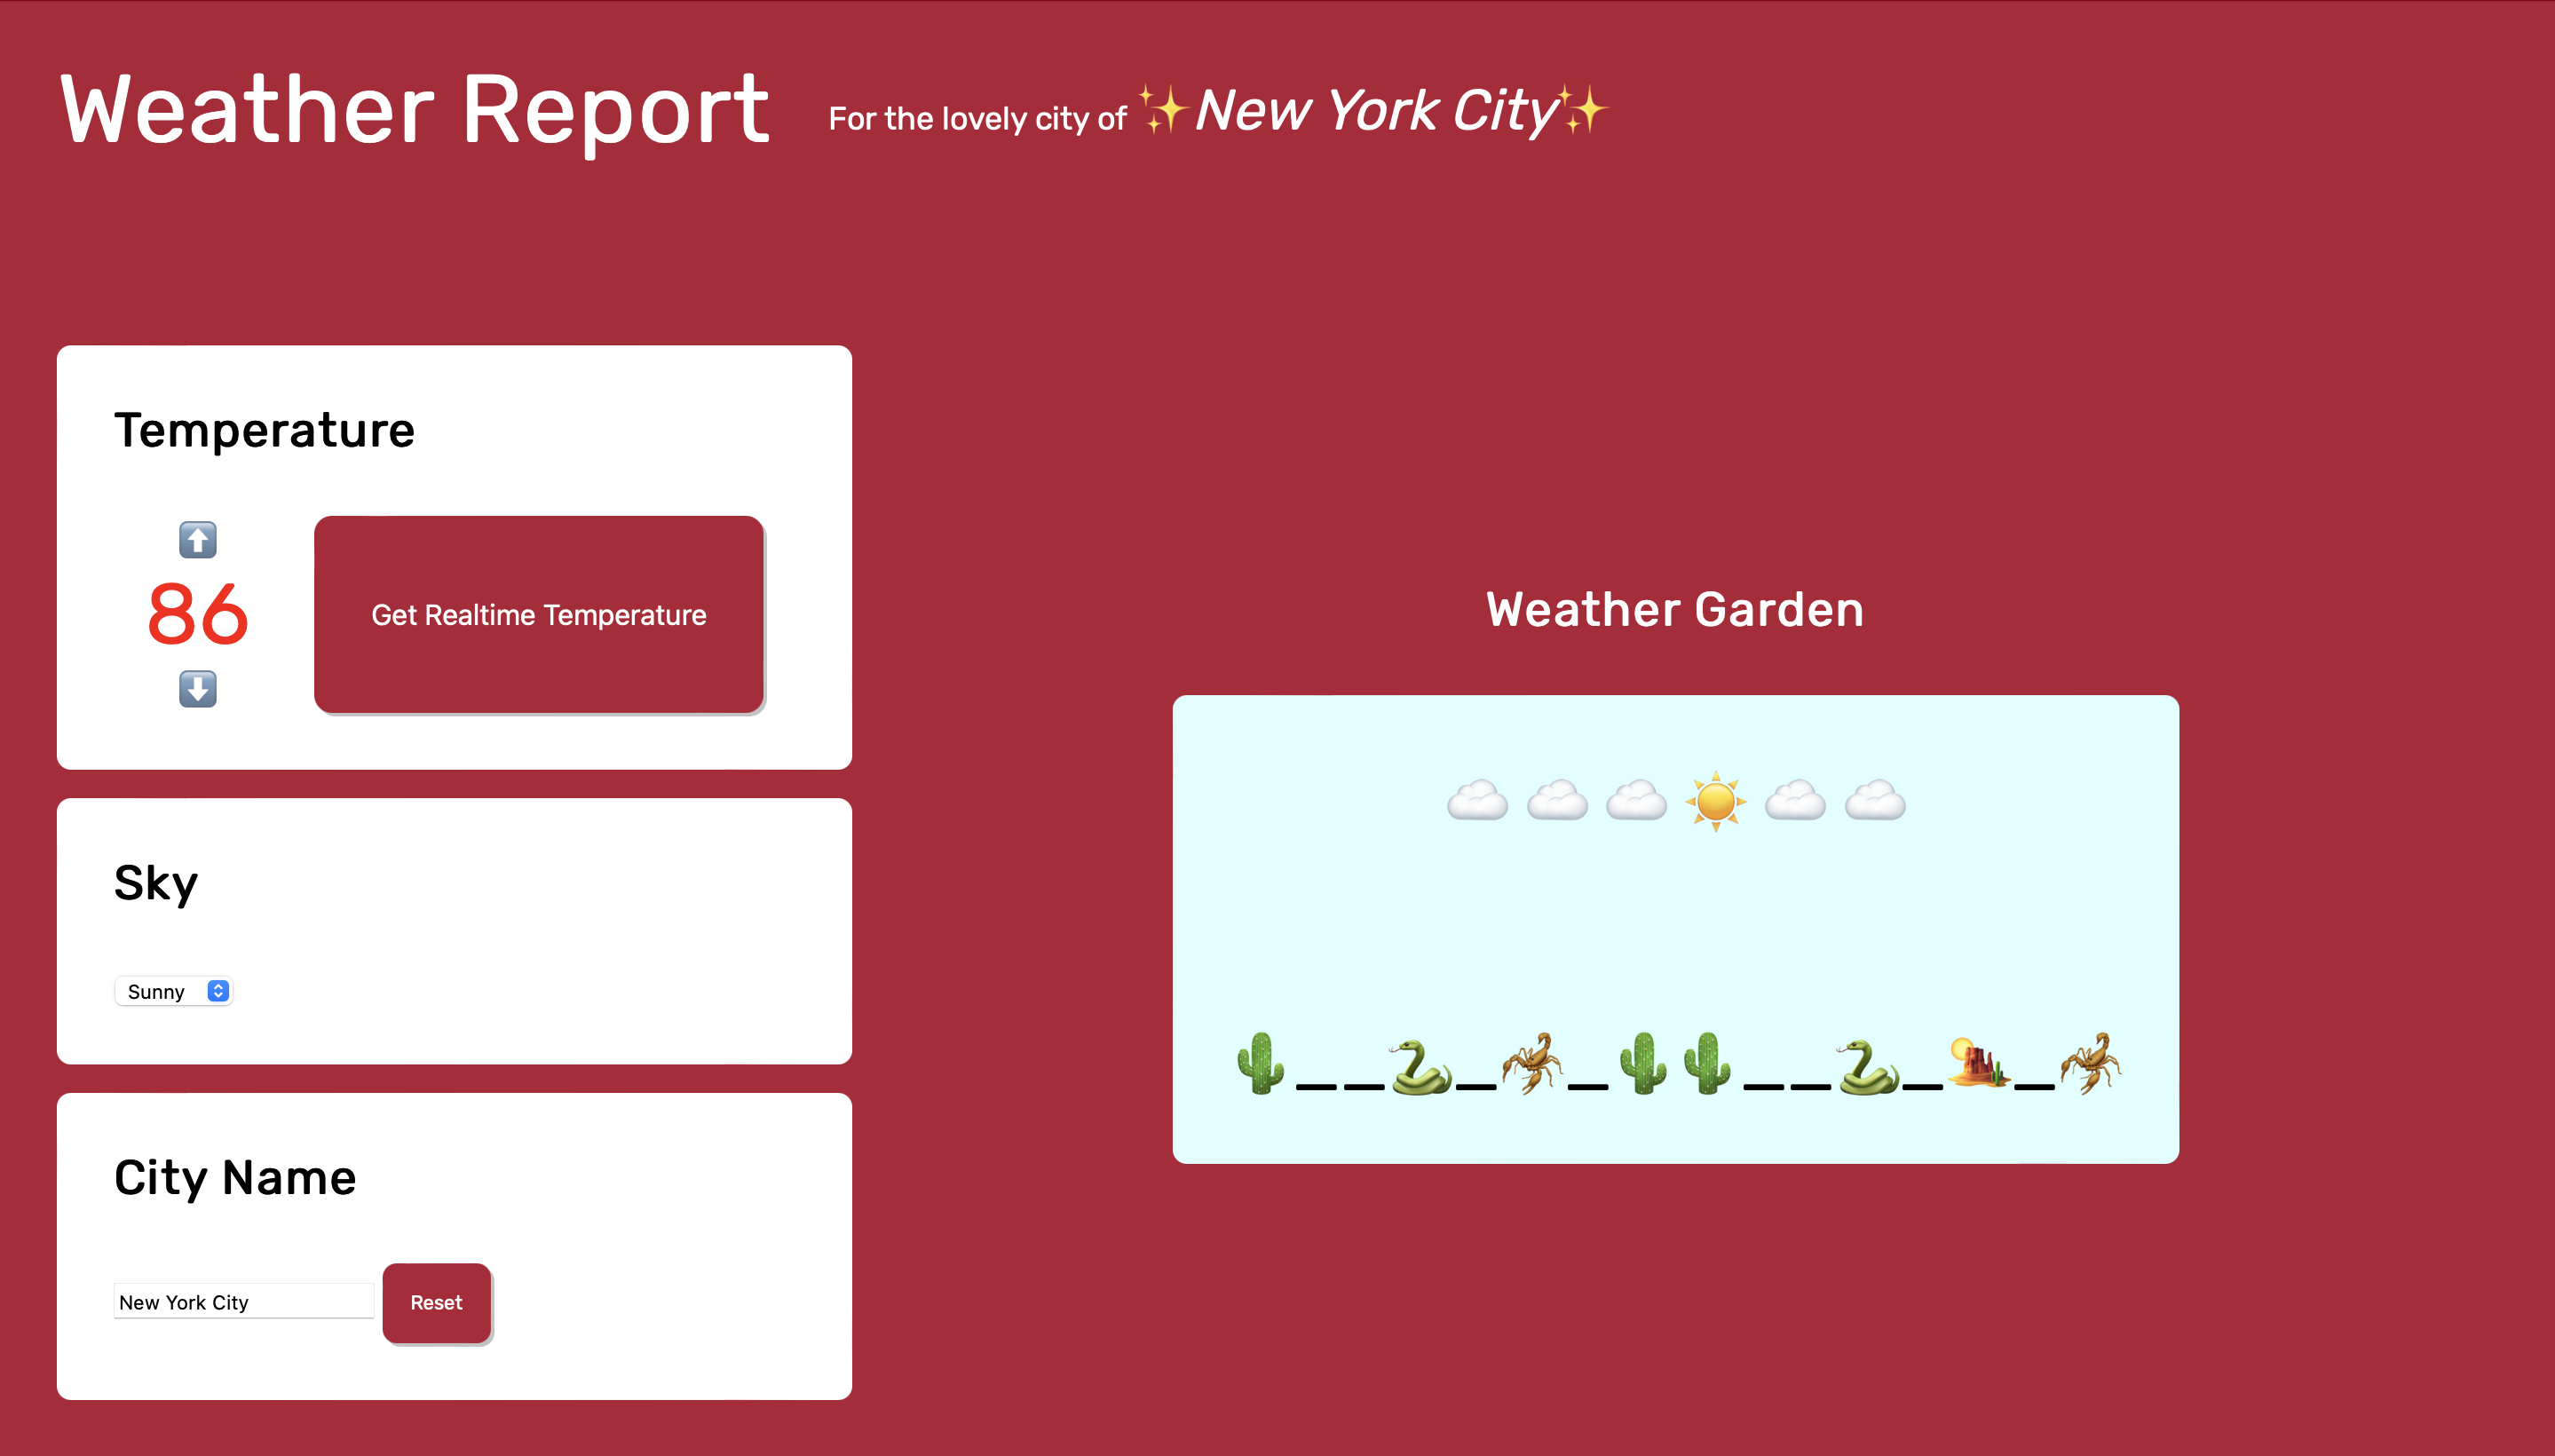 Weather Report
For the lovely city of ✨New York City✨
Temperature
86
Get Realtime Temperature
Sky
Sunny
City Name
New York City
Reset
Weather Garden
☁️ ☁️ ☁️ ☀️ ☁️ ☁️
🌵__🐍_🦂_🌵🌵__🐍_🏜_🦂